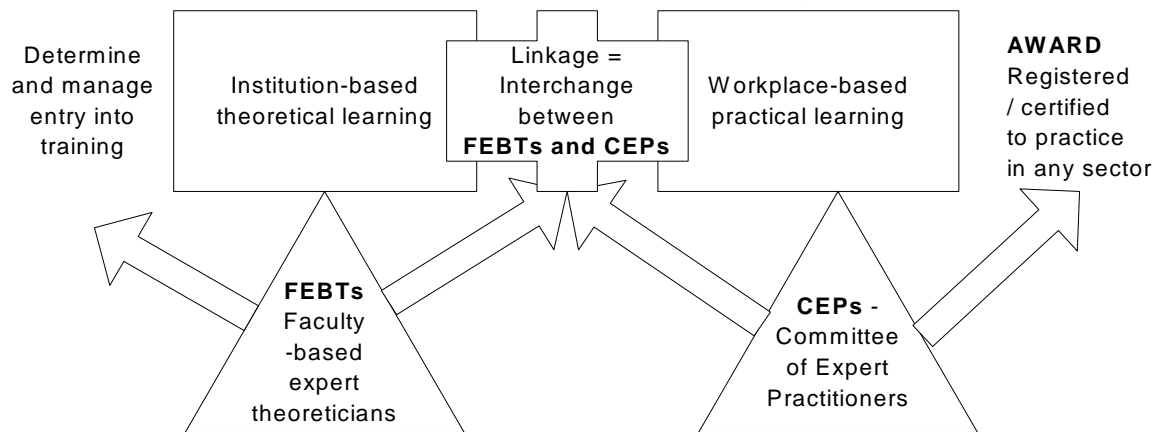 Determine
and manage
entry into
training
Institution-based
theoretical learning
Linkage =
Interchange
between
FEBTs and CEPs
Workplace-based
practical learning
AWARD
Registered
/ certified
to practice
in any sector
FEBTs
Faculty
-based
expert
theoreticians
CEPs -
Committee
of Expert
Practitioners